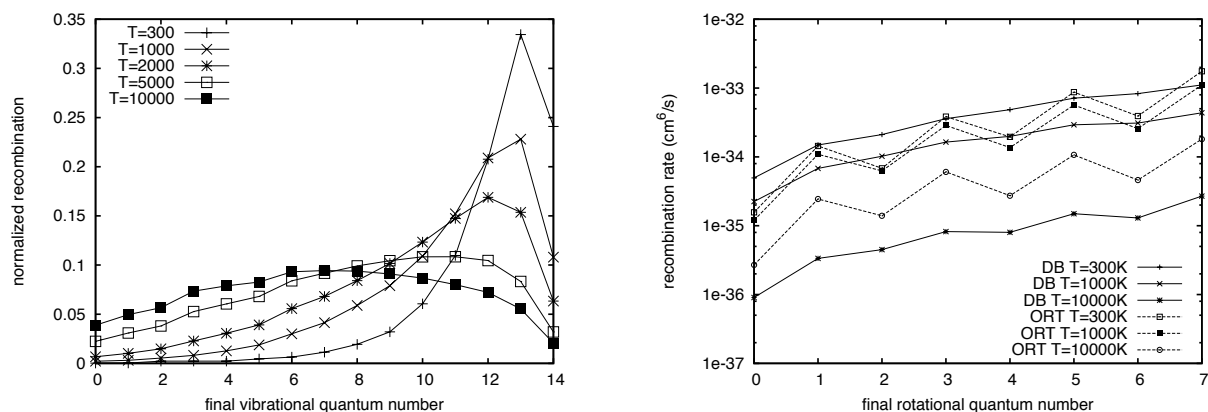 0.35
0.3
0.25
0.2
0.15
0.1
0.05
0
normalized recombination
T=300
T=1000
T=2000
T=5000
T=10000
0 2 4 6 8 10 12 14
final vibrational quantum number
1e-32
1e-33
1e-34
1e-35
1e-36
1e-37
recombination rate (cm⁶/s)
DB T=300K
DB T=1000K
DB T=10000K
ORT T=300K
ORT T=1000K
ORT T=10000K
0 1 2 3 4 5 6 7
final rotational quantum number